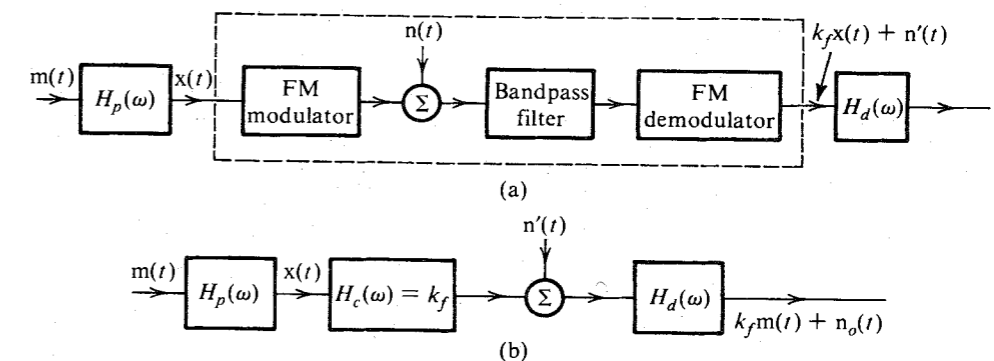 n(t)
k_f x(t) + n'(t)
m(t)
x(t)
H_p(ω)
FM modulator
Σ
Bandpass filter
FM demodulator
H_d(ω)
(a)
n'(t)
m(t)
x(t)
H_p(ω)
H_c(ω) = k_f
Σ
H_d(ω)
k_f m(t) + n_o(t)
(b)